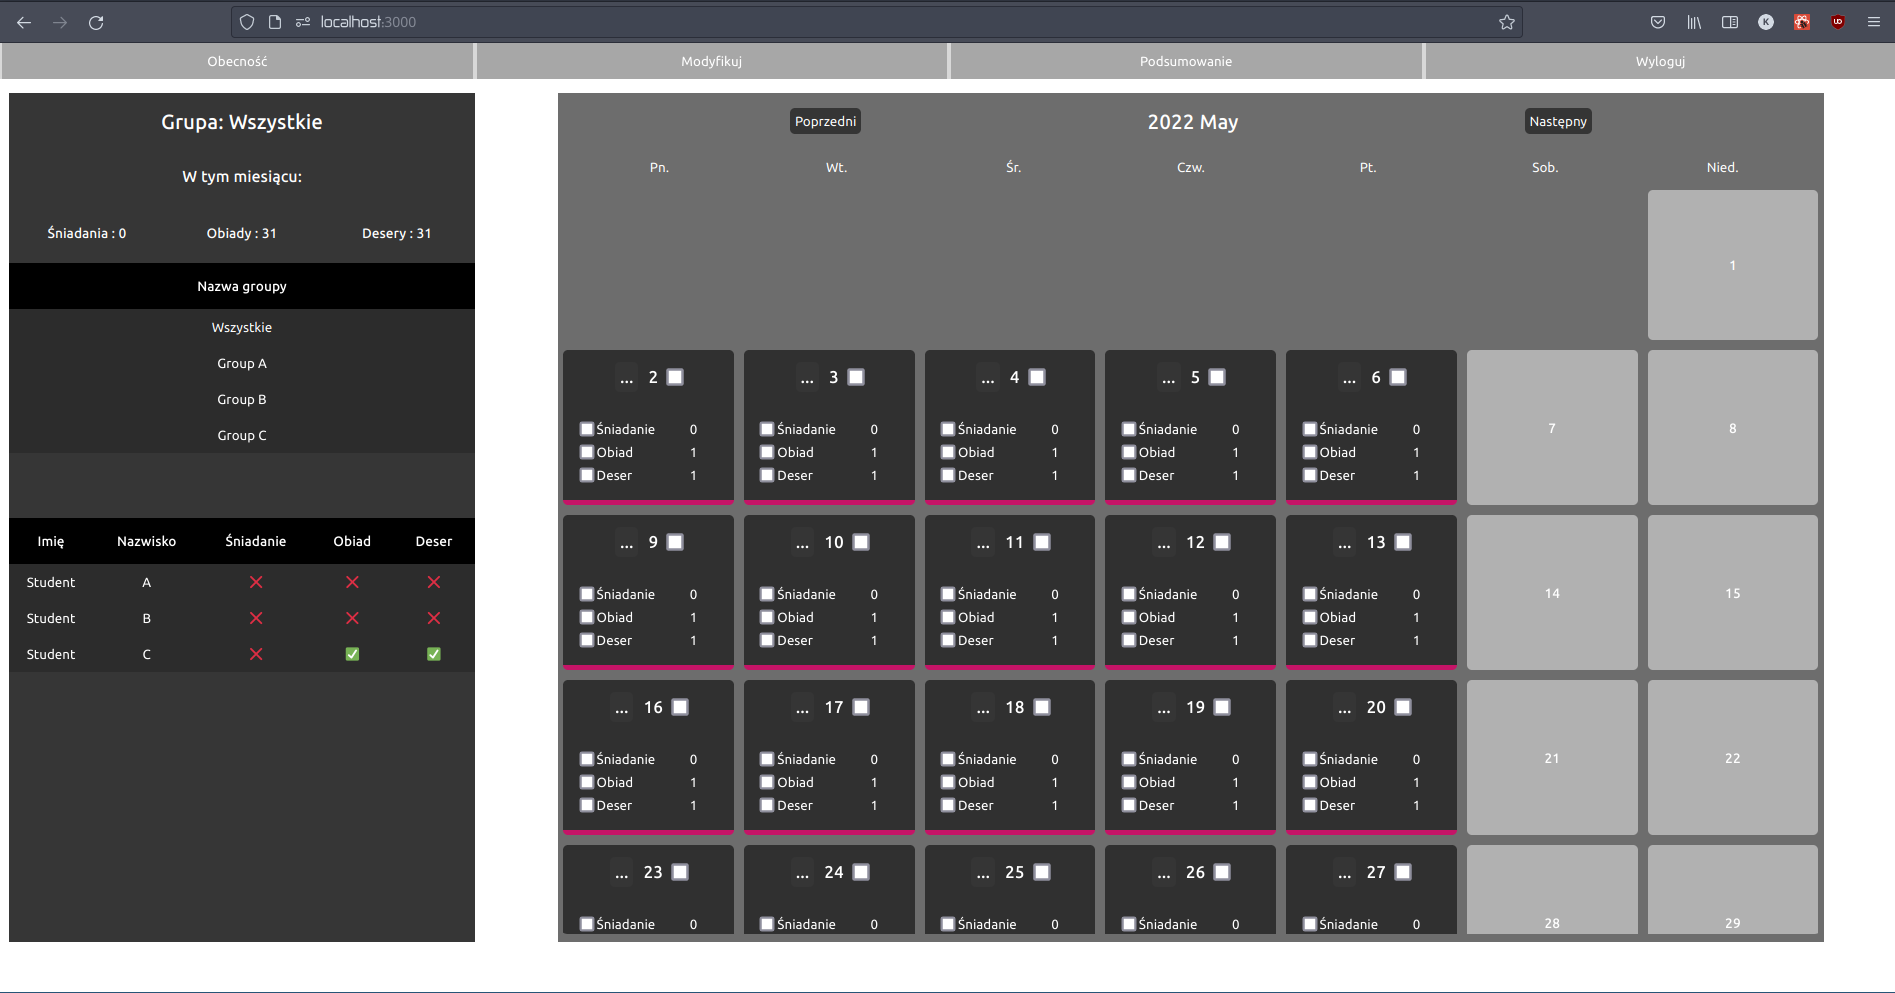 localhost:3000
Obecność Modyfikuj Podsumowanie Wyloguj
Grupa: Wszystkie
W tym miesiącu:
Śniadania : 0 Obiady : 31 Desery : 31
Nazwa groupy
Wszystkie
Group A
Group B
Group C
Imię Nazwisko Śniadanie Obiad Deser
Student A
Student B
Student C
Poprzedni 2022 May Następny
Pn. Wt. Śr. Czw. Pt. Sob. Nied.
1
... 2 ... 3 ... 4 ... 5 ... 6 7 8
Śniadanie 0 Śniadanie 0 Śniadanie 0 Śniadanie 0 Śniadanie 0
Obiad 1 Obiad 1 Obiad 1 Obiad 1 Obiad 1
Deser 1 Deser 1 Deser 1 Deser 1 Deser 1
... 9 ... 10 ... 11 ... 12 ... 13 14 15
Śniadanie 0 Śniadanie 0 Śniadanie 0 Śniadanie 0 Śniadanie 0
Obiad 1 Obiad 1 Obiad 1 Obiad 1 Obiad 1
Deser 1 Deser 1 Deser 1 Deser 1 Deser 1
... 16 ... 17 ... 18 ... 19 ... 20 21 22
Śniadanie 0 Śniadanie 0 Śniadanie 0 Śniadanie 0 Śniadanie 0
Obiad 1 Obiad 1 Obiad 1 Obiad 1 Obiad 1
Deser 1 Deser 1 Deser 1 Deser 1 Deser 1
... 23 ... 24 ... 25 ... 26 ... 27 28 29
Śniadanie 0 Śniadanie 0 Śniadanie 0 Śniadanie 0 Śniadanie 0